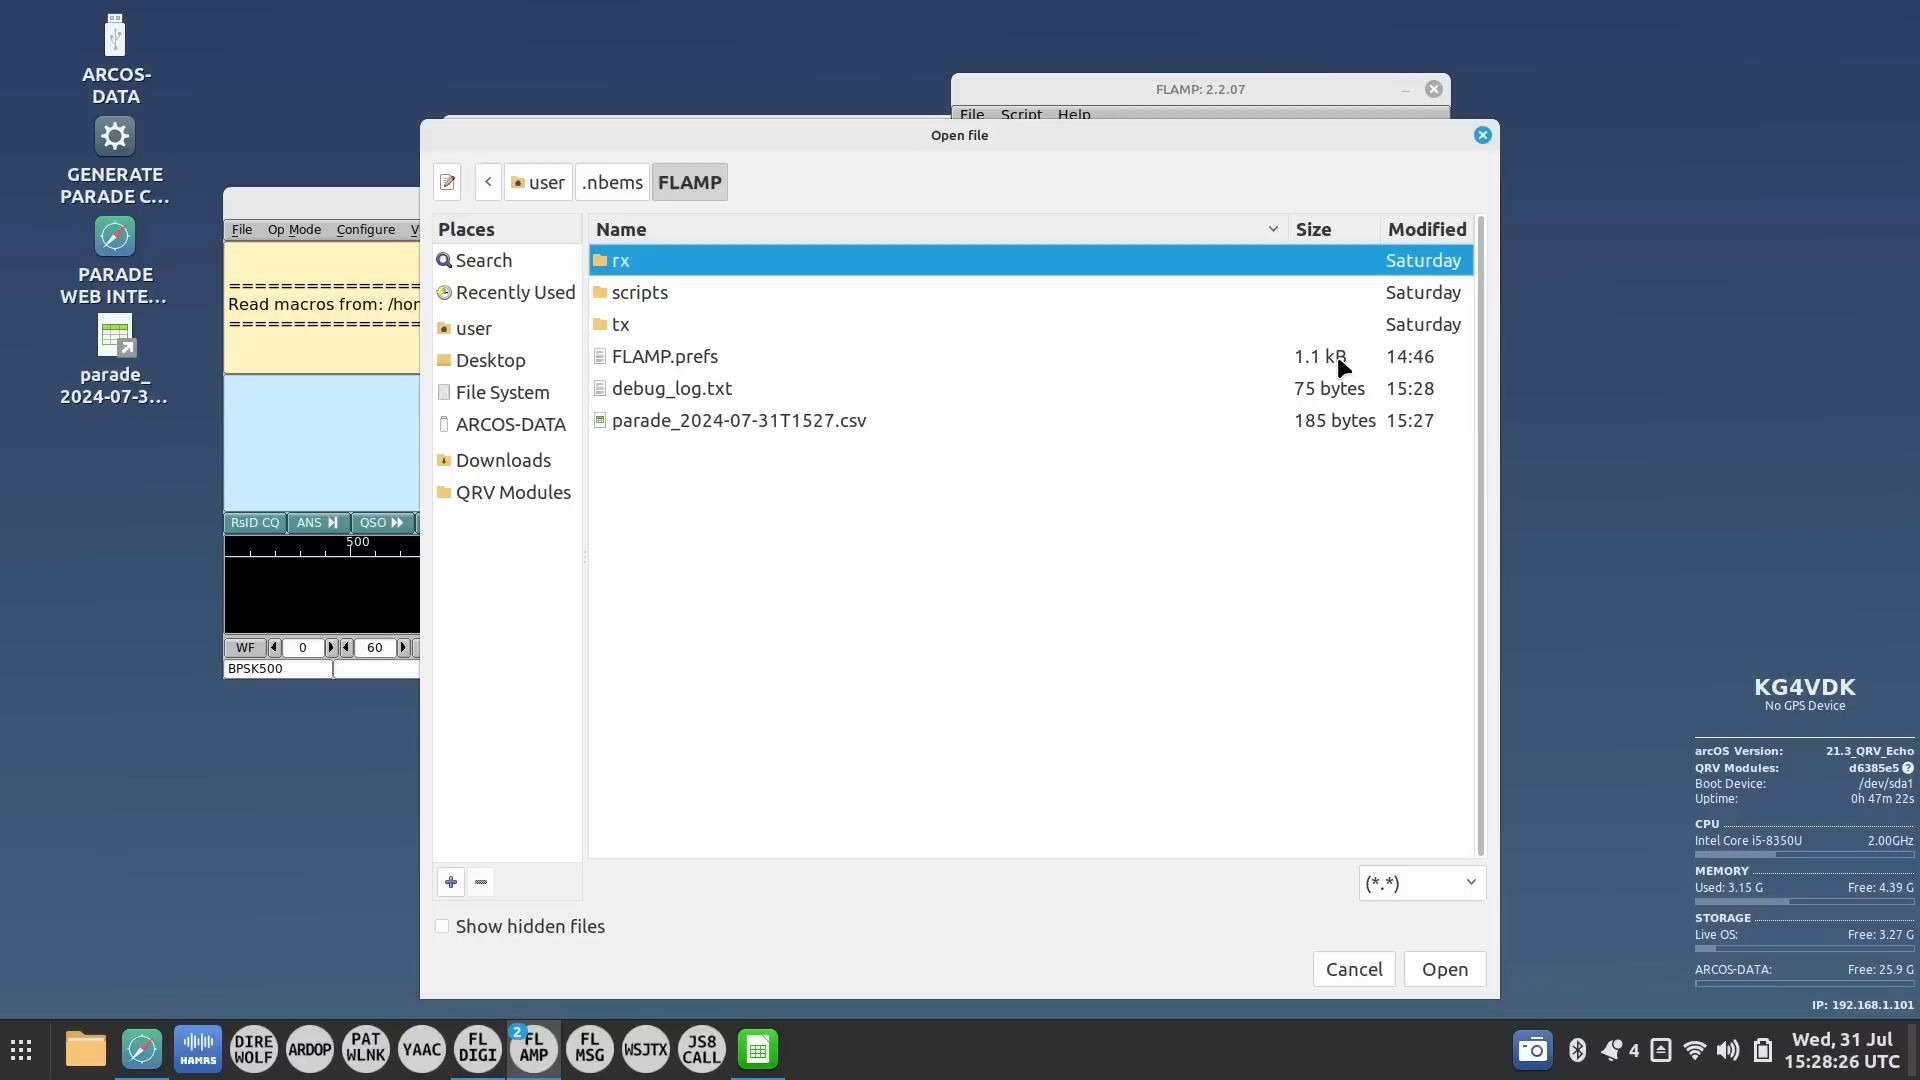 ARCOS-
DATA
GENERATE
PARADE C...
PARADE
WEB INTE...
parade_
2024-07-3...
FLAMP: 2.2.07
File Script Help
Open file
File Op Mode Configure V
Read macros from: /hor
RsID CQ ANS QSO
500
WF 0 60
BPSK500
user .nbems FLAMP
Places
Search
Recently Used
user
Desktop
File System
ARCOS-DATA
Downloads
QRV Modules
Name Size Modified
rx Saturday
scripts Saturday
tx Saturday
FLAMP.prefs 1.1 kB 14:46
debug_log.txt 75 bytes 15:28
parade_2024-07-31T1527.csv 185 bytes 15:27
(*.*)
Show hidden files
Cancel Open
KG4VDK
No GPS Device
arcOS Version: 21.3_QRV_Echo
QRV Modules: d6385e5 ?
Boot Device: /dev/sda1
Uptime: 0h 47m 22s
CPU
Intel Core i5-8350U 2.00GHz
MEMORY
Used: 3.15 G Free: 4.39 G
STORAGE
Live OS: Free: 3.27 G
ARCOS-DATA: Free: 25.9 G
IP: 192.168.1.101
HAMRS
DIRE
WOLF
ARDOP
PAT
WLNK
YAAC
FL
DIGI
2
FL
AMP
FL
MSG
WSJTX
JS8
CALL
4
Wed, 31 Jul
15:28:26 UTC